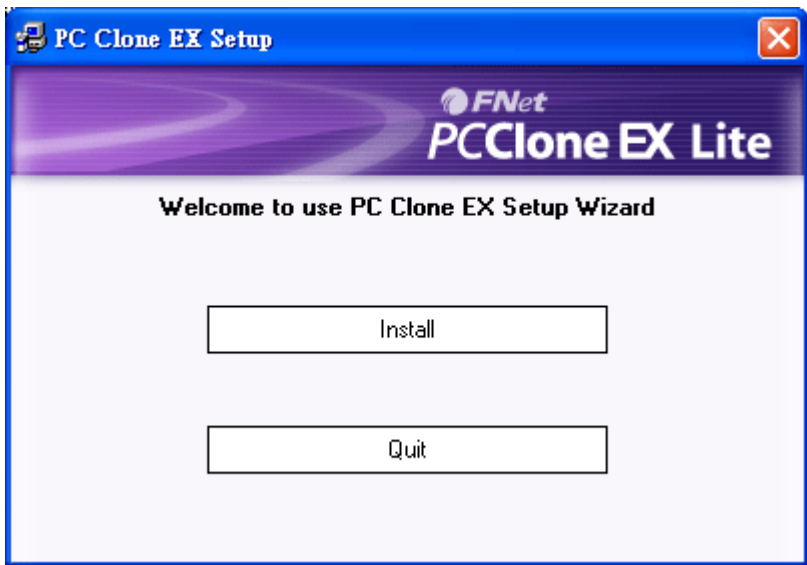 PC Clone EX Setup
FNet
PCClone EX Lite
Welcome to use PC Clone EX Setup Wizard
Install
Quit